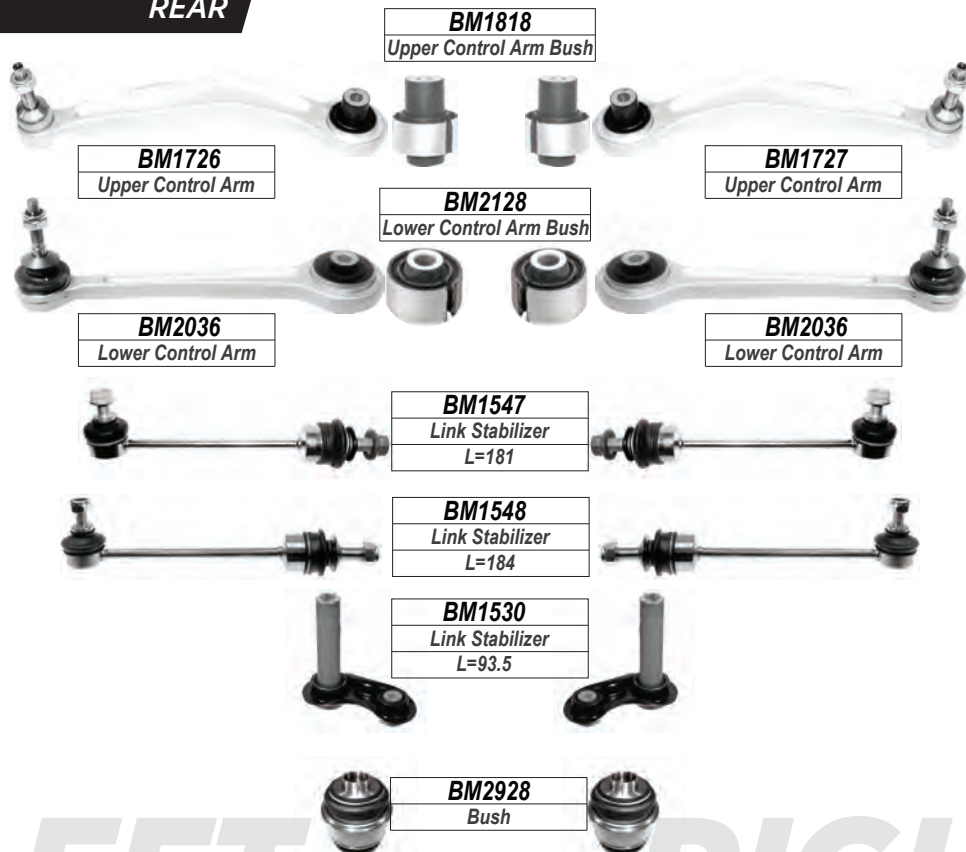 REAR
BM1818
Upper Control Arm Bush
BM1726
Upper Control Arm
BM1727
Upper Control Arm
BM2128
Lower Control Arm Bush
BM2036
Lower Control Arm
BM2036
Lower Control Arm
BM1547
Link Stabilizer
L=181
BM1548
Link Stabilizer
L=184
BM1530
Link Stabilizer
L=93.5
BM2928
Bush